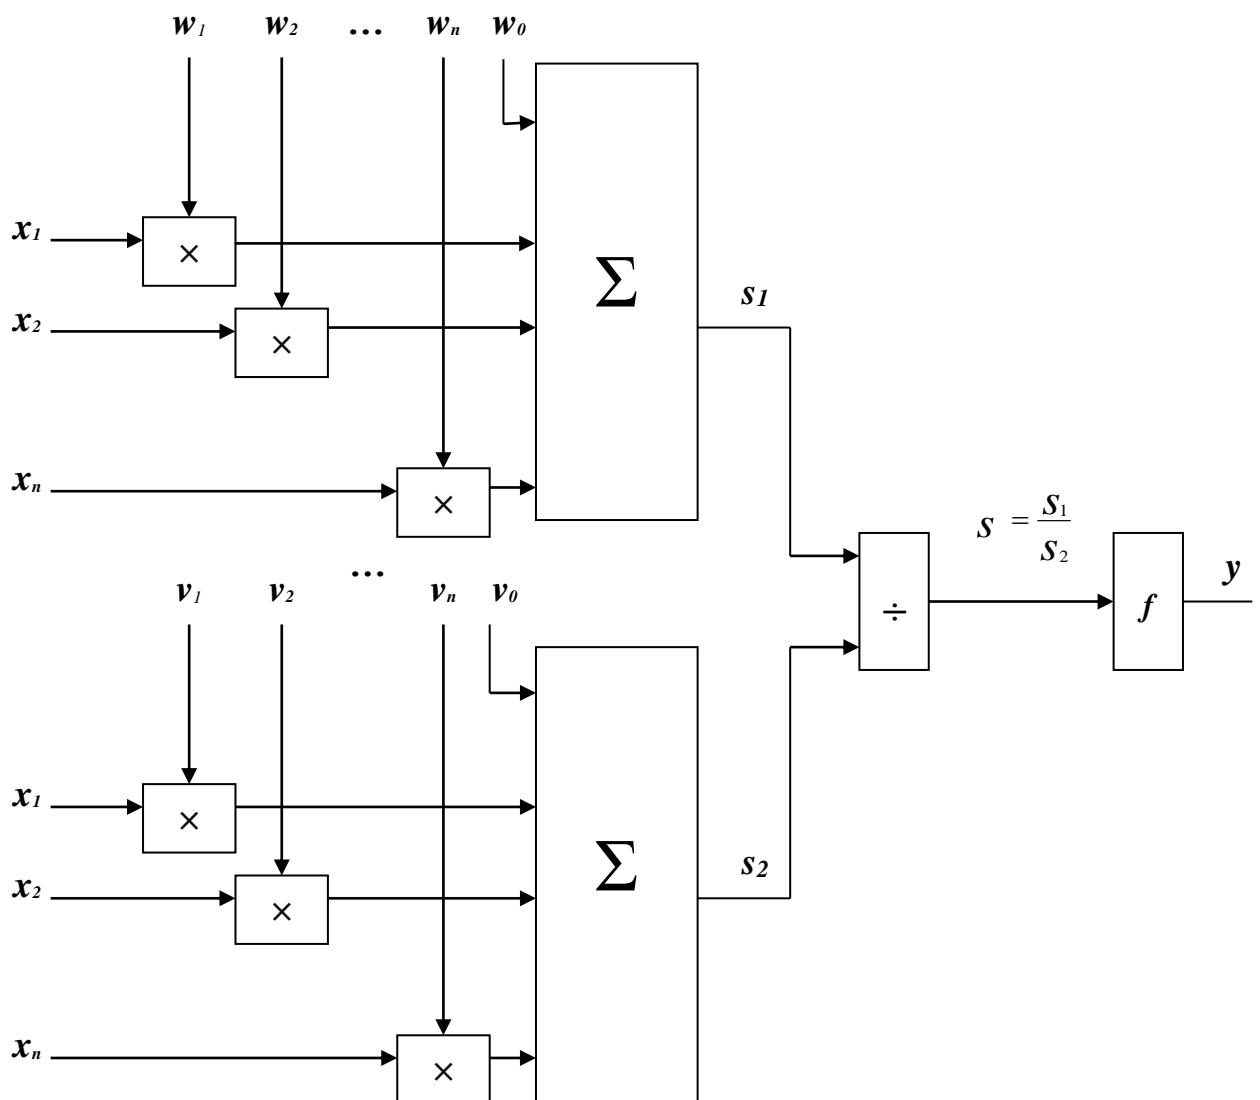 w₁ w₂ ... wₙ w₀
x₁ ×
Σ
s₁
x₂ ×
xₙ ×
S = S₁/S₂
...
v₁ v₂ vₙ v₀
÷
f
y
x₁ ×
Σ
s₂
x₂ ×
xₙ ×